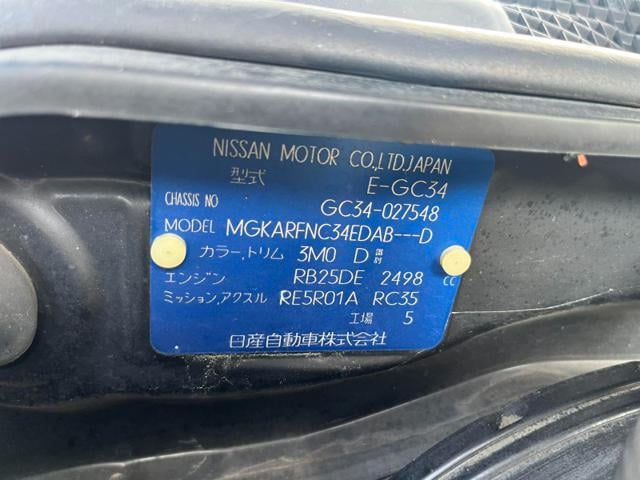 NISSAN MOTOR CO.,LTD.JAPAN
型式 E-GC34
CHASSIS NO GC34-027548
MODEL MGKARFNC34EDAB---D
カラー,トリム 3M0 D
エンジン RB25DE 2498 CC
ミッション,アクスル RE5R01A RC35
工場 5
日産自動車株式会社